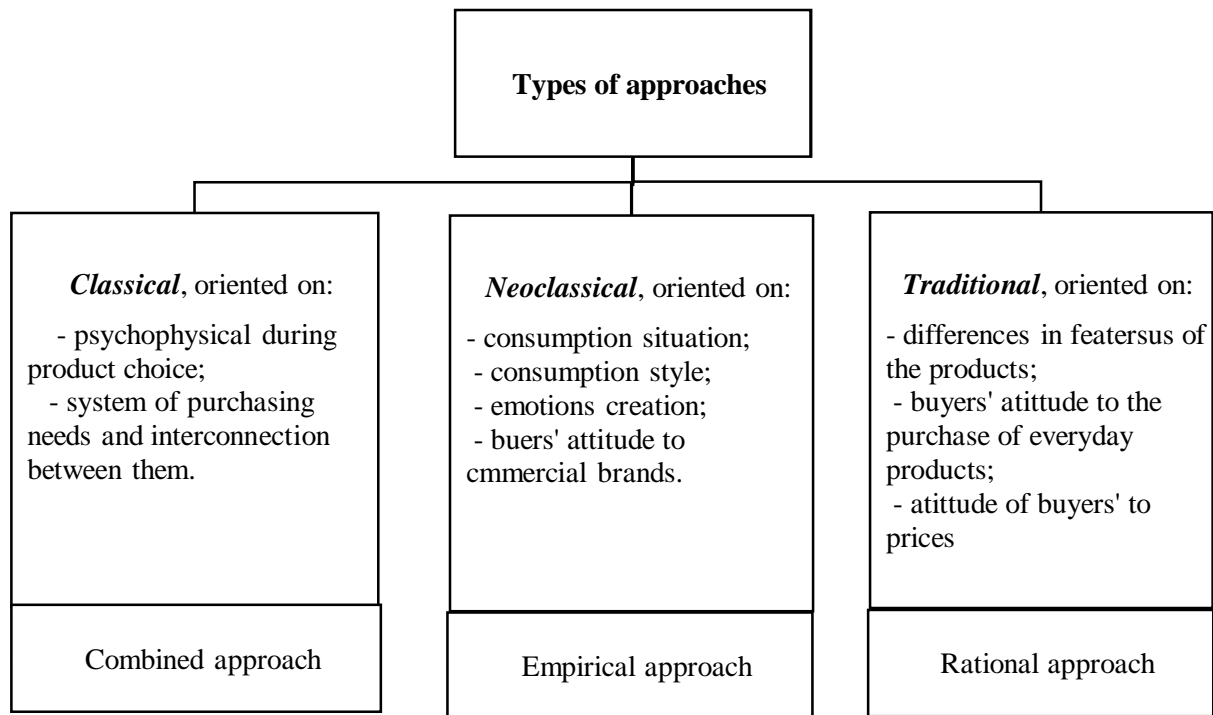 Types of approaches
Classical, oriented on:
- psychophysical during
product choice;
- system of purchasing
needs and interconnection
between them.
Combined approach
Neoclassical, oriented on:
- consumption situation;
- consumption style;
- emotions creation;
- buers' attitude to
cmmercial brands.
Empirical approach
Traditional, oriented on:
- differences in featersus of
the products;
- buyers' atittude to the
purchase of everyday
products;
- atittude of buyers' to
prices
Rational approach